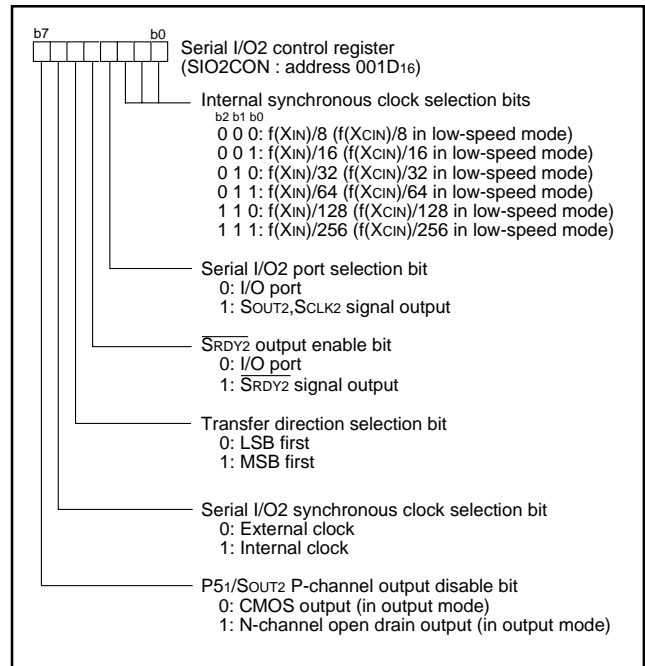 b7 b0
Serial I/O2 control register
(SIO2CON : address 001D16)
Internal synchronous clock selection bits
b2 b1 b0
0 0 0: f(XIN)/8 (f(XCIN)/8 in low-speed mode)
0 0 1: f(XIN)/16 (f(XCIN)/16 in low-speed mode)
0 1 0: f(XIN)/32 (f(XCIN)/32 in low-speed mode)
0 1 1: f(XIN)/64 (f(XCIN)/64 in low-speed mode)
1 1 0: f(XIN)/128 (f(XCIN)/128 in low-speed mode)
1 1 1: f(XIN)/256 (f(XCIN)/256 in low-speed mode)
Serial I/O2 port selection bit
0: I/O port
1: SOUT2,SCLK2 signal output
SRDY2 output enable bit
0: I/O port
1: SRDY2 signal output
Transfer direction selection bit
0: LSB first
1: MSB first
Serial I/O2 synchronous clock selection bit
0: External clock
1: Internal clock
P51/SOUT2 P-channel output disable bit
0: CMOS output (in output mode)
1: N-channel open drain output (in output mode)